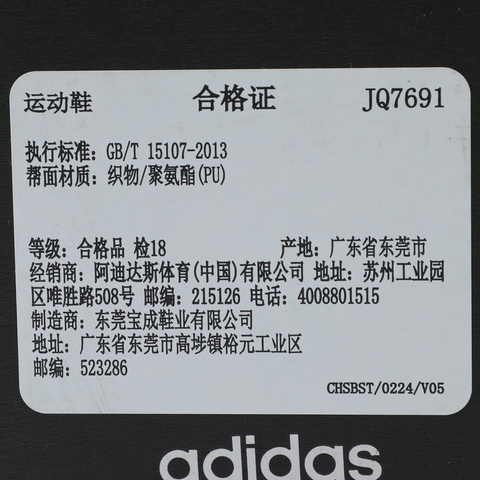 运动鞋 合格证 JQ7691
执行标准: GB/T 15107-2013
帮面材质: 织物/聚氨酯(PU)
等级: 合格品 检18 产地: 广东省东莞市
经销商: 阿迪达斯体育(中国)有限公司 地址: 苏州工业园
区唯胜路508号 邮编: 215126 电话: 4008801515
制造商: 东莞宝成鞋业有限公司
地址: 广东省东莞市高埗镇裕元工业区
邮编: 523286
CHSBST/0224/V05
adidas